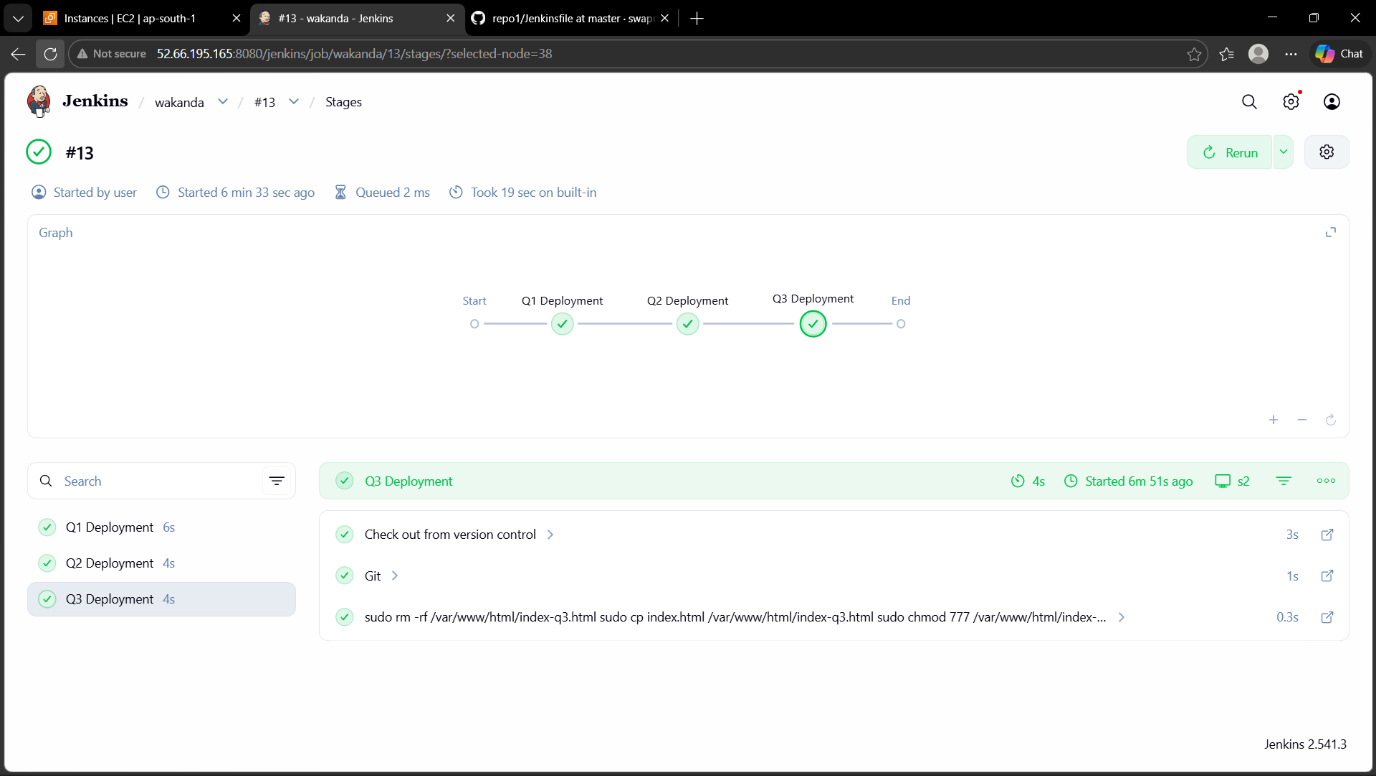 Instances | EC2 | ap-south-1
#13 - wakanda - Jenkins
repo1/Jenkinsfile at master · swap
Not secure 52.66.195.165:8080/jenkins/job/wakanda/13/stages/?selected-node=38
Chat
Jenkins / wakanda / #13 / Stages
#13
Rerun
Started by user Started 6 min 33 sec ago Queued 2 ms Took 19 sec on built-in
Graph
Start Q1 Deployment Q2 Deployment Q3 Deployment End
Search
Q1 Deployment 6s
Q2 Deployment 4s
Q3 Deployment 4s
Q3 Deployment 4s Started 6m 51s ago s2
Check out from version control 3s
Git 1s
sudo rm -rf /var/www/html/index-q3.html sudo cp index.html /var/www/html/index-q3.html sudo chmod 777 /var/www/html/index-... 0.3s
Jenkins 2.541.3